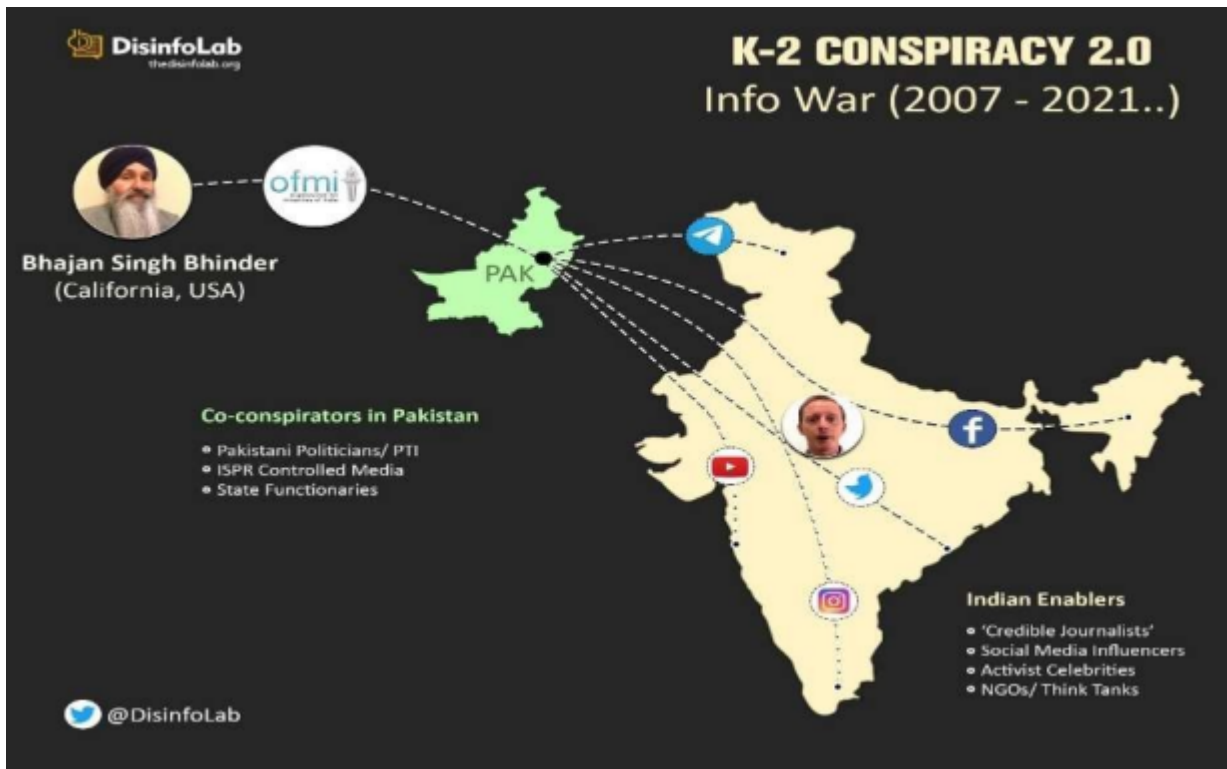 DisinfoLab
thedisinfolab.org
K-2 CONSPIRACY 2.0
Info War (2007 - 2021..)
ofmi
Bhajan Singh Bhinder
(California, USA)
PAK
Co-conspirators in Pakistan
• Pakistani Politicians/ PTI
• ISPR Controlled Media
• State Functionaries
Indian Enablers
• 'Credible Journalists'
• Social Media Influencers
• Activist Celebrities
• NGOs/ Think Tanks
@DisinfoLab